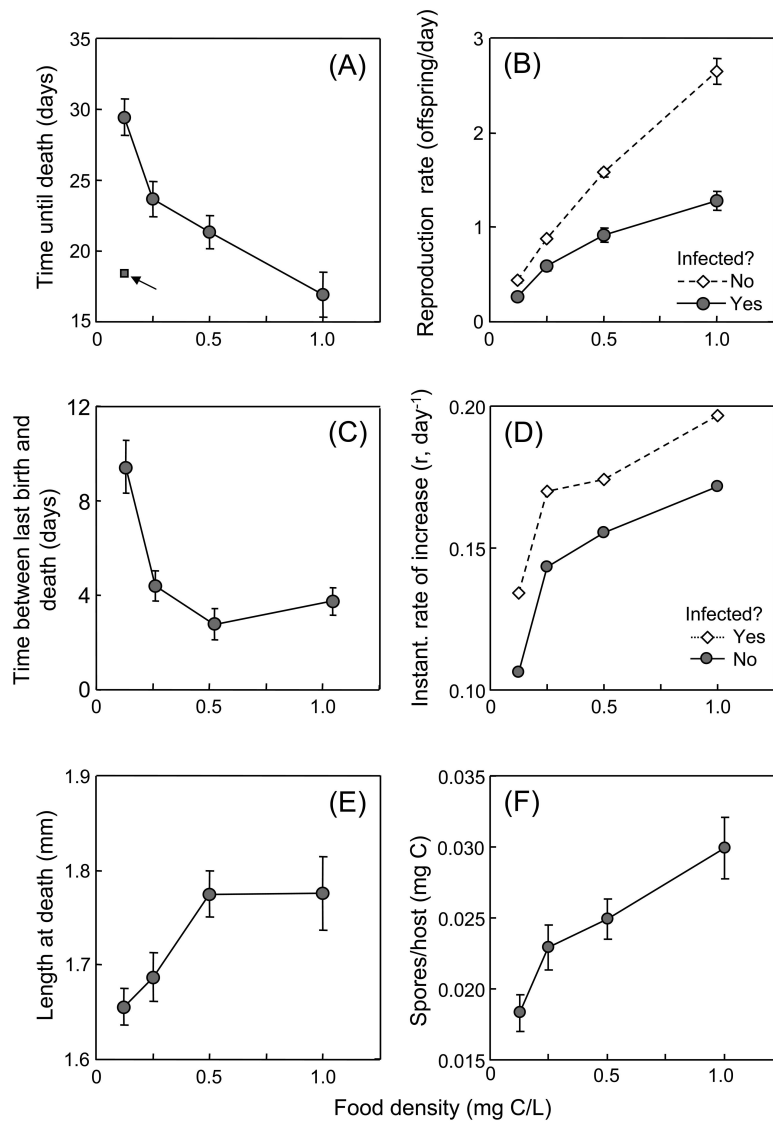 (A)
Time until death (days)
35
30
25
20
15
0
0.5
1.0
(B)
Reproduction rate (offspring/day)
3
2
1
0
Infected?
No
Yes
0
0.5
1.0
(C)
Time between last birth and
death (days)
12
9
4
0
0
0.5
1.0
(D)
Instant. rate of increase (r, day⁻¹)
0.20
0.15
0.10
Infected?
Yes
No
0
0.5
1.0
(E)
Length at death (mm)
1.9
1.8
1.7
1.6
0
0.5
1.0
(F)
Spores/host (mg C)
0.035
0.030
0.025
0.020
0.015
0
0.5
1.0
Food density (mg C/L)